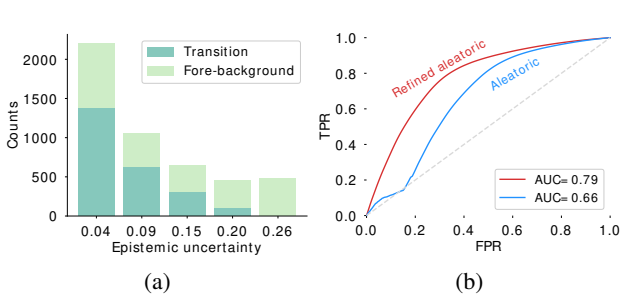 Transition
Fore-background
2000
1500
1000
500
0
Counts
0.04 0.09 0.15 0.20 0.26
Epistemic uncertainty
(a)
1.0
0.8
0.6
0.4
0.2
0.0
TPR
Refined aleatoric
Aleatoric
AUC= 0.79
AUC= 0.66
0.0 0.2 0.4 0.6 0.8 1.0
FPR
(b)